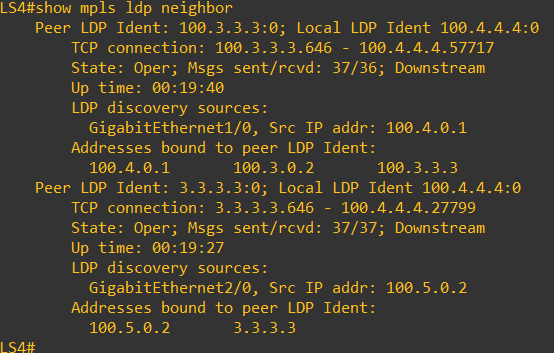 LS4#show mpls ldp neighbor
    Peer LDP Ident: 100.3.3.3:0; Local LDP Ident 100.4.4.4:0
        TCP connection: 100.3.3.3.646 - 100.4.4.4.57717
        State: Oper; Msgs sent/rcvd: 37/36; Downstream
        Up time: 00:19:40
        LDP discovery sources:
          GigabitEthernet1/0, Src IP addr: 100.4.0.1
        Addresses bound to peer LDP Ident:
          100.4.0.1       100.3.0.2       100.3.3.3
    Peer LDP Ident: 3.3.3.3:0; Local LDP Ident 100.4.4.4:0
        TCP connection: 3.3.3.3.646 - 100.4.4.4.27799
        State: Oper; Msgs sent/rcvd: 37/37; Downstream
        Up time: 00:19:27
        LDP discovery sources:
          GigabitEthernet2/0, Src IP addr: 100.5.0.2
        Addresses bound to peer LDP Ident:
          100.5.0.2       3.3.3.3
LS4#